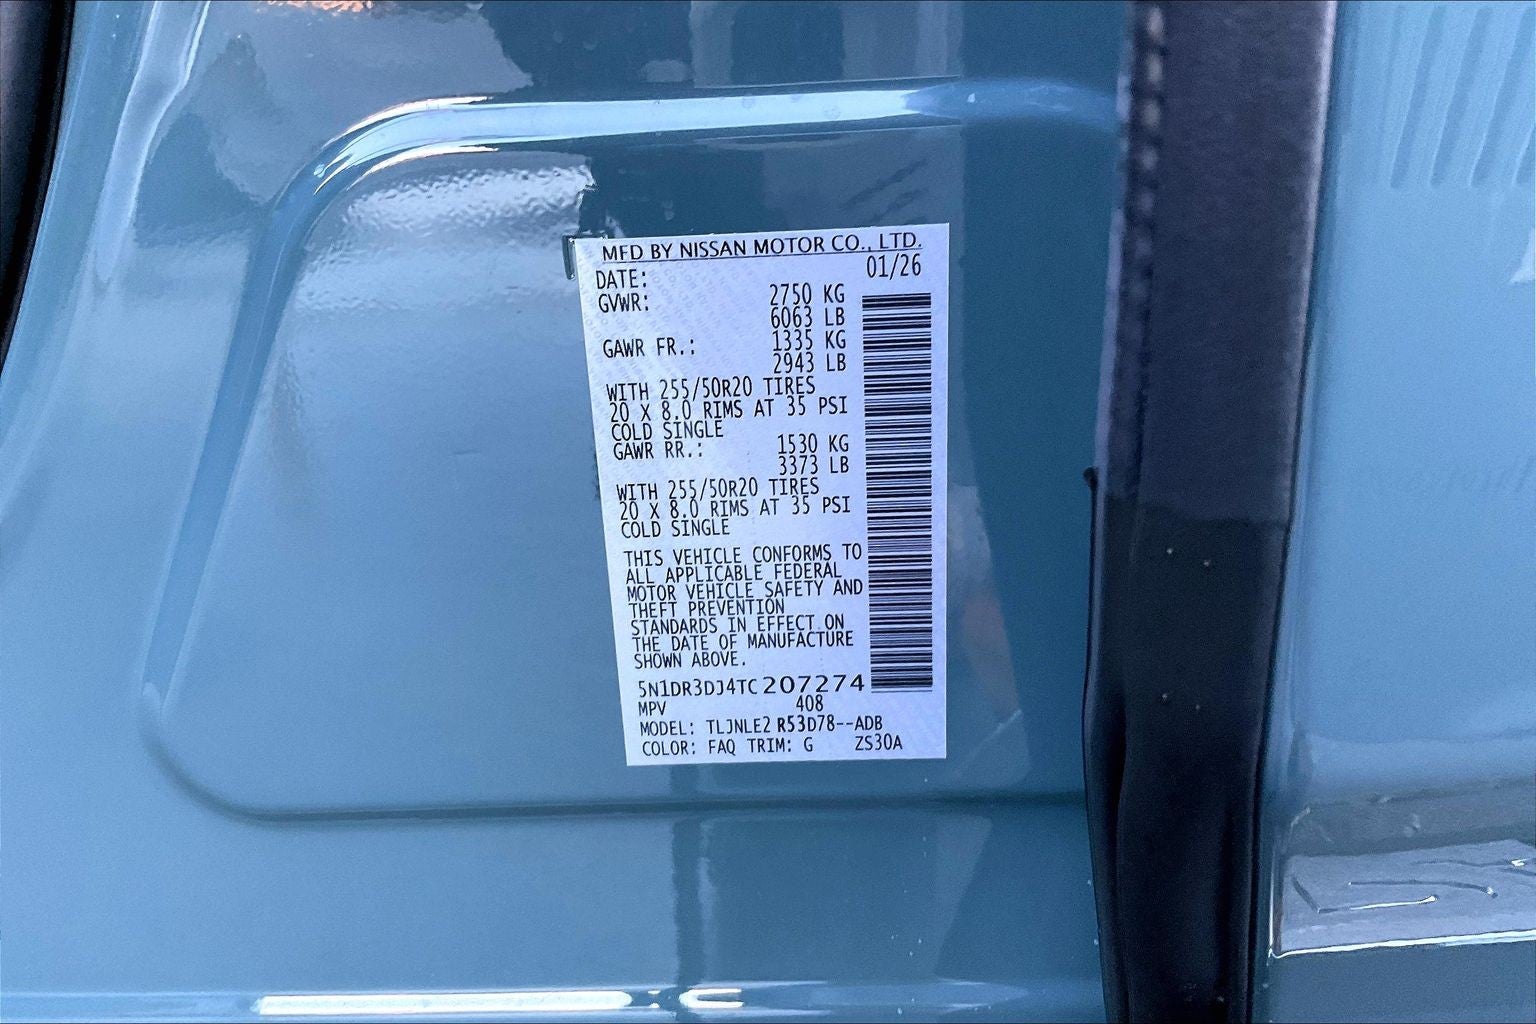 MFD BY NISSAN MOTOR CO., LTD.
DATE: 01/26
GVWR: 2750 KG
6063 LB
GAWR FR.: 1335 KG
2943 LB
WITH 255/50R20 TIRES
20 X 8.0 RIMS AT 35 PSI
COLD SINGLE
GAWR RR.: 1530 KG
3373 LB
WITH 255/50R20 TIRES
20 X 8.0 RIMS AT 35 PSI
COLD SINGLE
THIS VEHICLE CONFORMS TO
ALL APPLICABLE FEDERAL
MOTOR VEHICLE SAFETY AND
THEFT PREVENTION
STANDARDS IN EFFECT ON
THE DATE OF MANUFACTURE
SHOWN ABOVE.
5N1DR3DJ4TC207274
MPV 408
MODEL: TLJNLE2 R53D78--ADB
COLOR: FAQ TRIM: G ZS30A